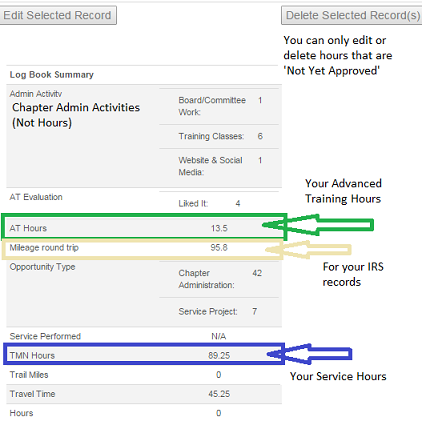 Edit Selected Record
Delete Selected Record(s)
You can only edit or
delete hours that are
'Not Yet Approved'
Log Book Summary
Admin Activity
Chapter Admin Activities
(Not Hours)
Board/Committee
Work: 1
Training Classes: 6
Website & Social
Media: 1
AT Evaluation
Liked It: 4
Your Advanced
Training Hours
AT Hours 13.5
Mileage round trip 95.8
For your IRS
records
Opportunity Type
Chapter
Administration: 42
Service Project: 7
Service Performed N/A
TMN Hours 89.25
Your Service Hours
Trail Miles 0
Travel Time 45.25
Hours 0